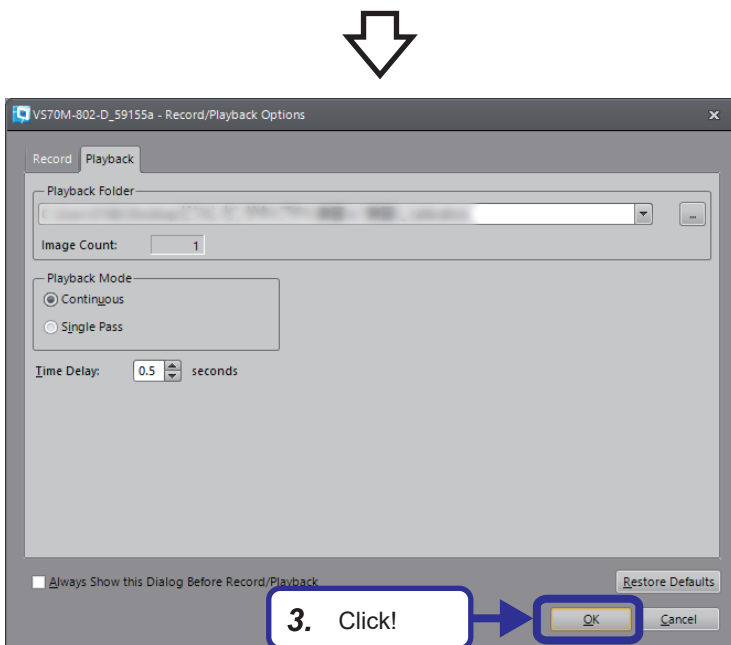 VS70M-802-D_59155a - Record/Playback Options
Record Playback
Playback Folder
...
Image Count: 1
Playback Mode
Continuous
Single Pass
Time Delay: 0.5 seconds
Always Show this Dialog Before Record/Playback
Restore Defaults
3. Click!
OK Cancel